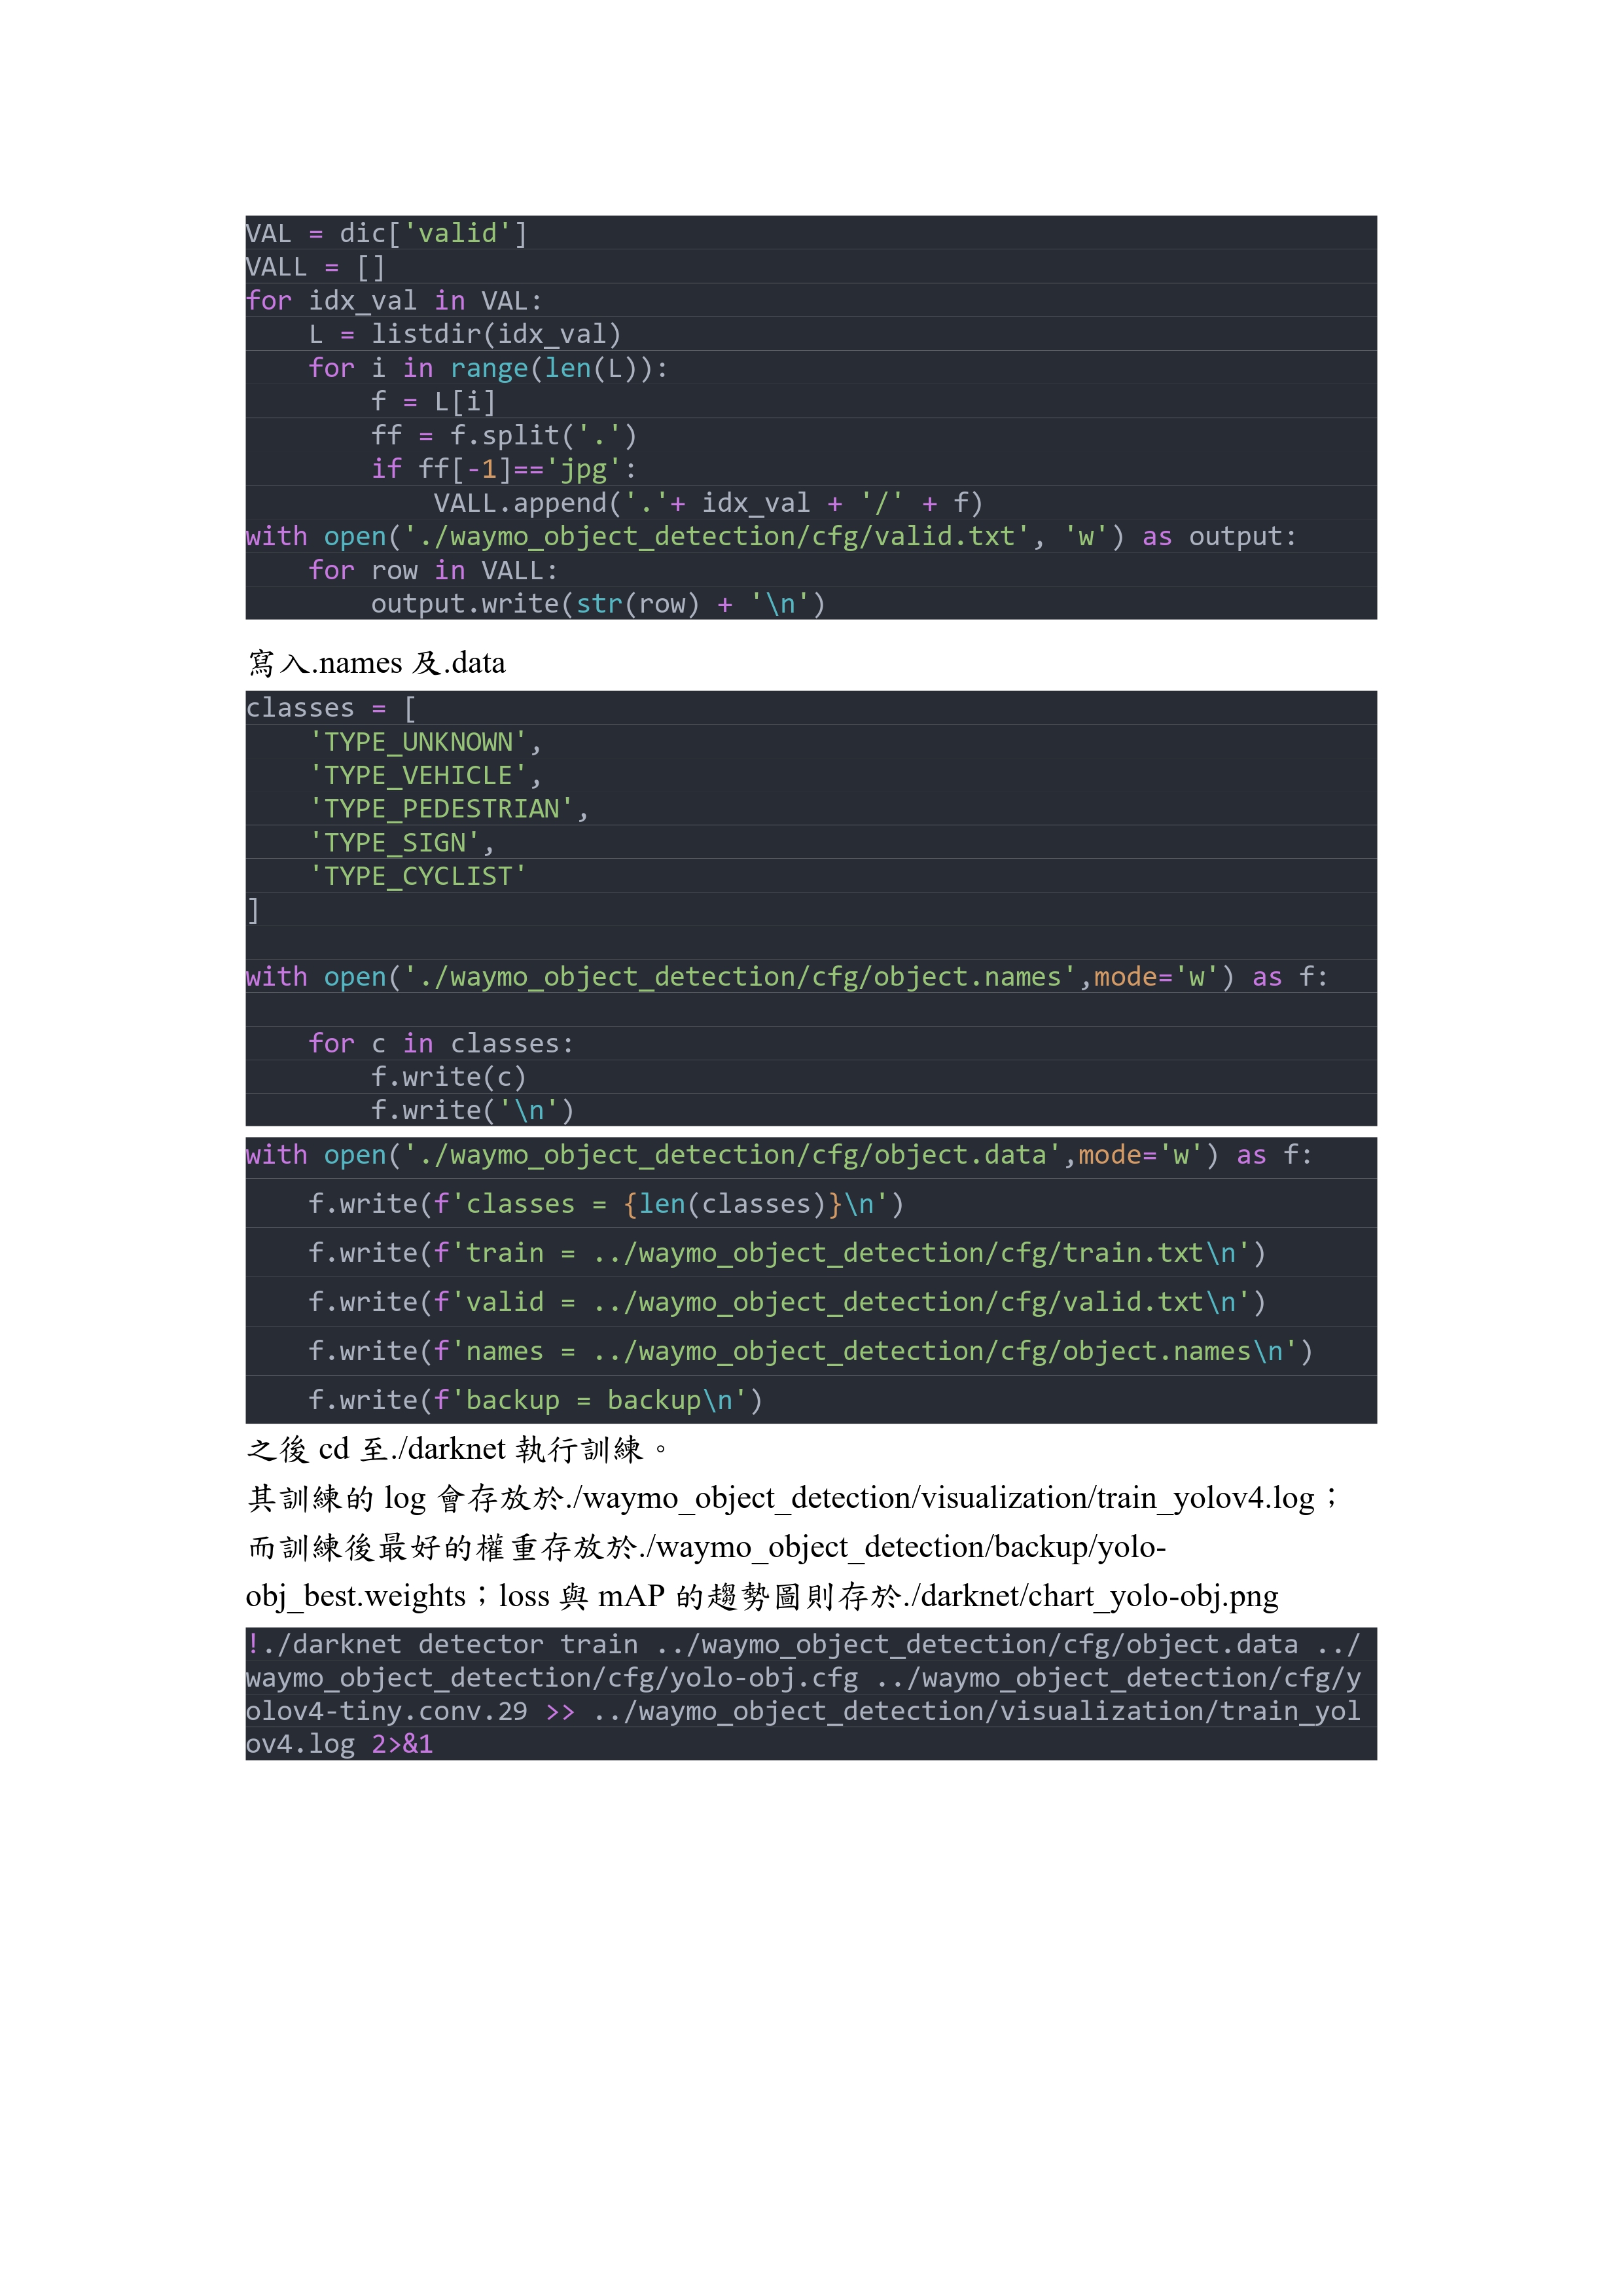 VAL = dic['valid']
VALL = []
for idx_val in VAL:
    L = listdir(idx_val)
    for i in range(len(L)):
        f = L[i]
        ff = f.split('.')
        if ff[-1]=='jpg':
            VALL.append('.'+ idx_val + '/' + f)
with open('./waymo_object_detection/cfg/valid.txt', 'w') as output:
    for row in VALL:
        output.write(str(row) + '\n')
寫入.names 及.data
classes = [
    'TYPE_UNKNOWN',
    'TYPE_VEHICLE',
    'TYPE_PEDESTRIAN',
    'TYPE_SIGN',
    'TYPE_CYCLIST'
]
with open('./waymo_object_detection/cfg/object.names',mode='w') as f:
    for c in classes:
        f.write(c)
        f.write('\n')
with open('./waymo_object_detection/cfg/object.data',mode='w') as f:
    f.write(f'classes = {len(classes)}\n')
    f.write(f'train = ../waymo_object_detection/cfg/train.txt\n')
    f.write(f'valid = ../waymo_object_detection/cfg/valid.txt\n')
    f.write(f'names = ../waymo_object_detection/cfg/object.names\n')
    f.write(f'backup = backup\n')
之後 cd 至./darknet 執行訓練。
其訓練的 log 會存放於./waymo_object_detection/visualization/train_yolov4.log；
而訓練後最好的權重存放於./waymo_object_detection/backup/yolo-
obj_best.weights；loss 與 mAP 的趨勢圖則存於./darknet/chart_yolo-obj.png
!./darknet detector train ../waymo_object_detection/cfg/object.data ../
waymo_object_detection/cfg/yolo-obj.cfg ../waymo_object_detection/cfg/y
olov4-tiny.conv.29 >> ../waymo_object_detection/visualization/train_yol
ov4.log 2>&1